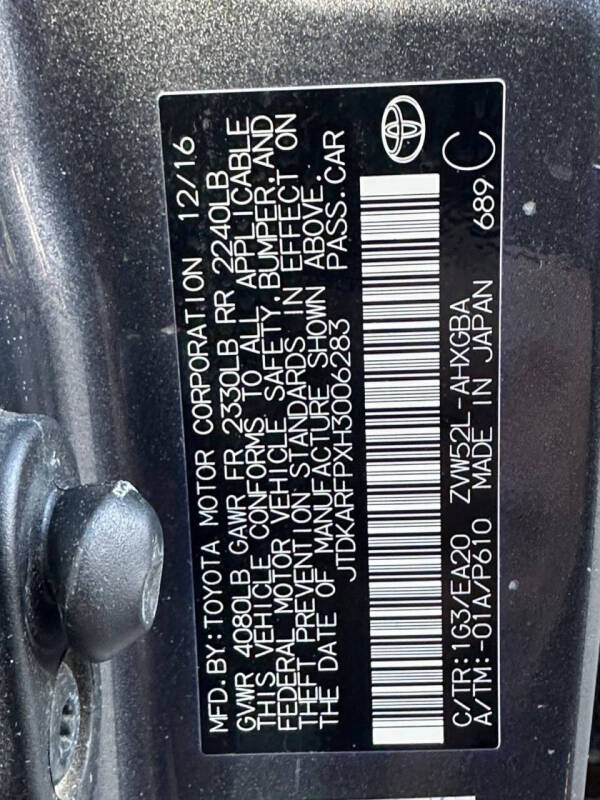 MFD. BY: TOYOTA MOTOR CORPORATION 12/16
GVWR 4080LB GAWR FR 2330LB RR 2240LB
THIS VEHICLE CONFORMS TO ALL APPLICABLE
FEDERAL MOTOR VEHICLE SAFETY, BUMPER, AND
THEFT PREVENTION STANDARDS IN EFFECT ON
THE DATE OF MANUFACTURE SHOWN ABOVE.
JTDKARFPXH3006283 PASS. CAR
C/TR: 1G3/EA20 ZVW52L-AHXGBA 689 C
A/TM: -01A/P610 MADE IN JAPAN